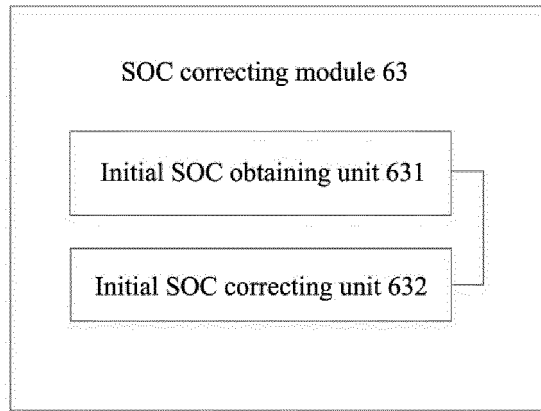 SOC correcting module 63
Initial SOC obtaining unit 631
Initial SOC correcting unit 632